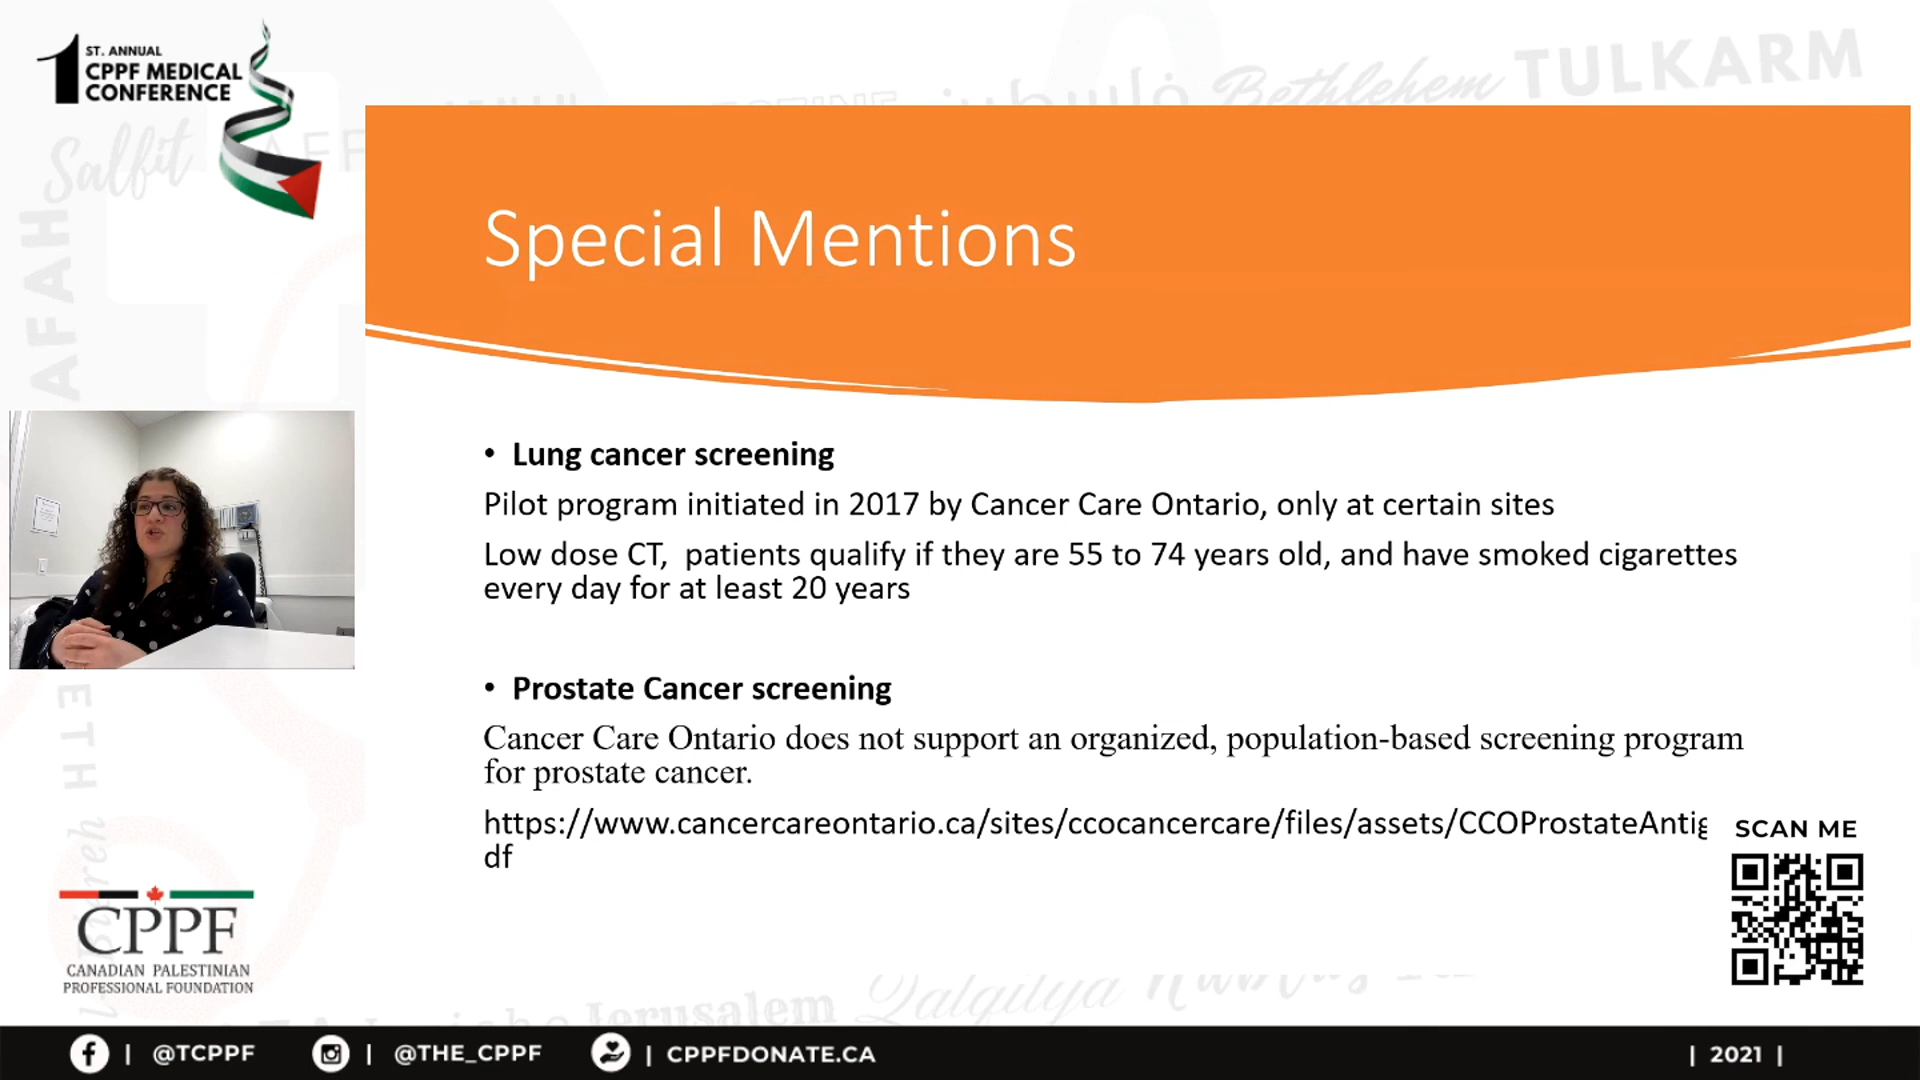 1 ST. ANNUAL
CPPF MEDICAL
CONFERENCE
Salfit
Bethlehem TULKARM
AFAH
Special Mentions
• Lung cancer screening
Pilot program initiated in 2017 by Cancer Care Ontario, only at certain sites
Low dose CT, patients qualify if they are 55 to 74 years old, and have smoked cigarettes
every day for at least 20 years
• Prostate Cancer screening
Cancer Care Ontario does not support an organized, population-based screening program
for prostate cancer.
https://www.cancercareontario.ca/sites/ccocancercare/files/assets/CCOProstateAntig
df
SCAN ME
CPPF
CANADIAN PALESTINIAN
PROFESSIONAL FOUNDATION
Jerusalem Qalqilya
| @TCPPF | @THE_CPPF | CPPFDONATE.CA | 2021 |